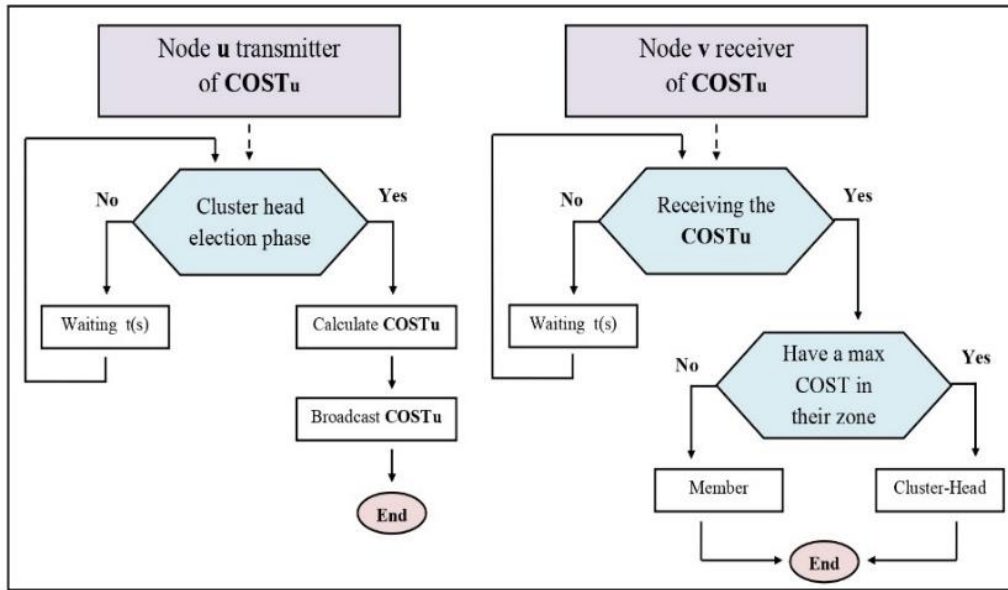 Node u transmitter
of COSTu
No
Yes
Cluster head
election phase
Waiting t(s)
Calculate COSTu
Broadcast COSTu
End
Node v receiver
of COSTu
No
Yes
Receiving the
COSTu
Waiting t(s)
No
Yes
Have a max
COST in
their zone
Member
Cluster-Head
End